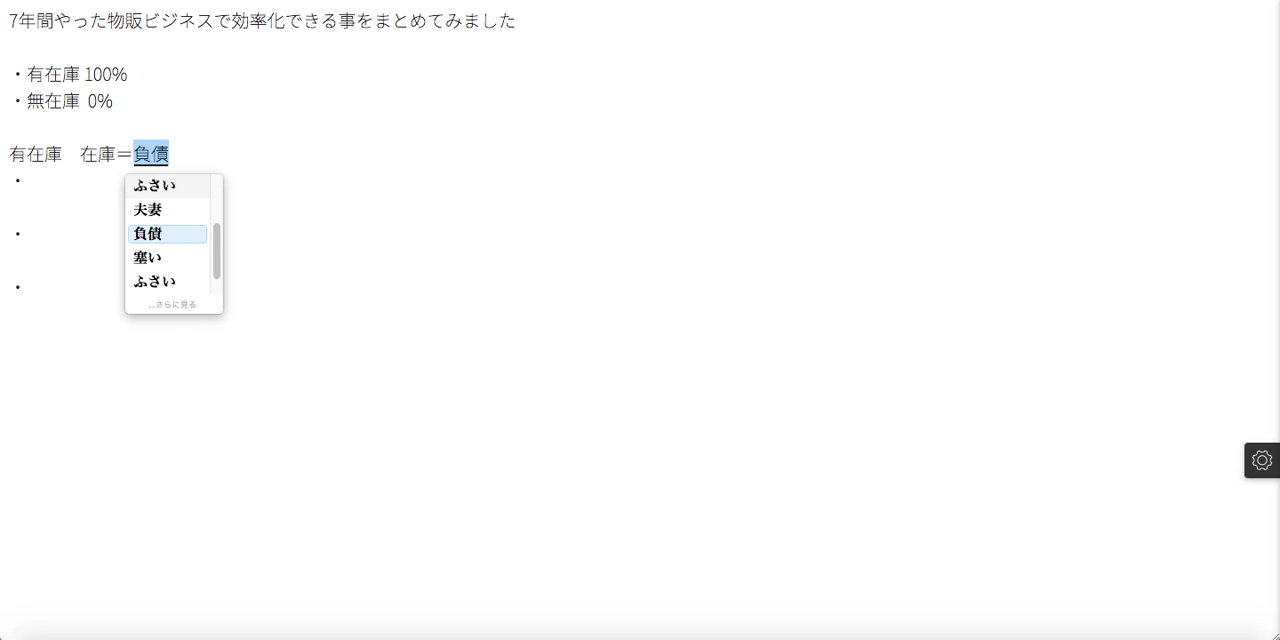 7年間やった物販ビジネスで効率化できる事をまとめてみました
・有在庫 100%
・無在庫 0%
有在庫　在庫＝負債
・
・
・
ふさい
夫妻
負債
塞い
ふさい
...さらに見る